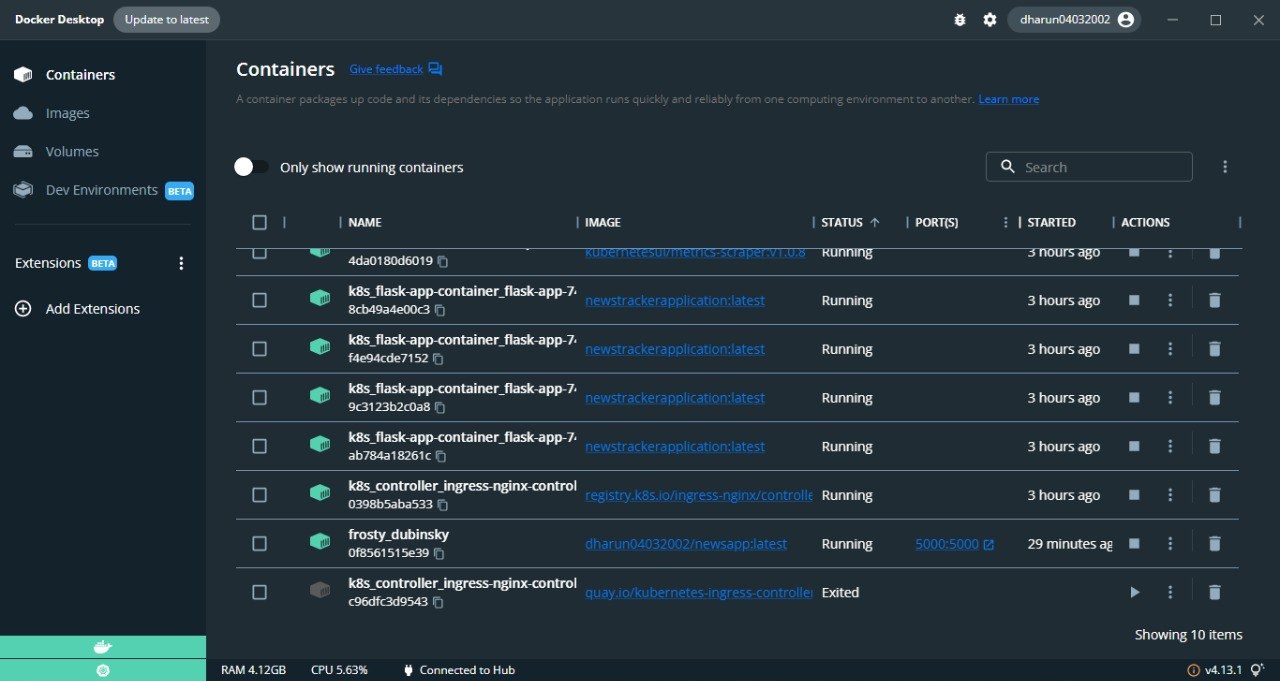 Docker Desktop Update to latest dharun04032002
Containers
Images
Volumes
Dev Environments BETA
Extensions BETA
Add Extensions
Containers Give feedback
A container packages up code and its dependencies so the application runs quickly and reliably from one computing environment to another. Learn more
Only show running containers Search
NAME IMAGE STATUS PORT(S) STARTED ACTIONS
kubernetesui/metrics-scraper:v1.0.8 Running 3 hours ago
4da0180d6019
k8s_flask-app-container_flask-app-74
newstrackerapplication:latest Running 3 hours ago
8cb49a4e00c3
k8s_flask-app-container_flask-app-74
newstrackerapplication:latest Running 3 hours ago
f4e94cde7152
k8s_flask-app-container_flask-app-74
newstrackerapplication:latest Running 3 hours ago
9c3123b2c0a8
k8s_flask-app-container_flask-app-74
newstrackerapplication:latest Running 3 hours ago
ab784a18261c
k8s_controller_ingress-nginx-control
registry.k8s.io/ingress-nginx/controlle Running 3 hours ago
0398b5aba533
frosty_dubinsky
dharun04032002/newsapp:latest Running 5000:5000 29 minutes ag
0f8561515e39
k8s_controller_ingress-nginx-control
quay.io/kubernetes-ingress-controller Exited
c96dfc3d9543
Showing 10 items
RAM 4.12GB CPU 5.63% Connected to Hub v4.13.1